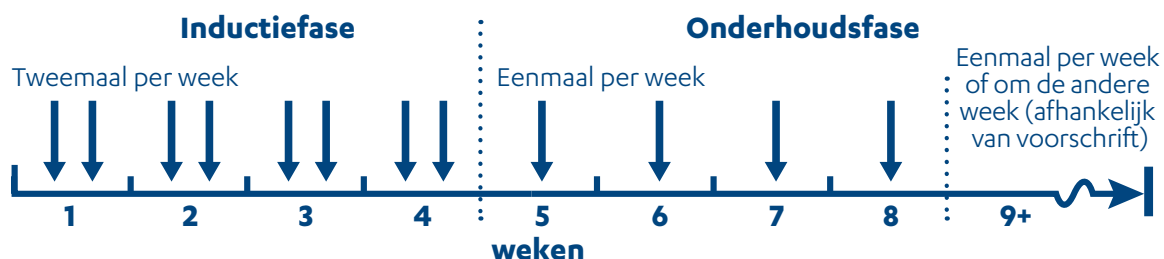 Inductiefase
Onderhoudsfase
Tweemaal per week
Eenmaal per week
Eenmaal per week
of om de andere
week (afhankelijk
van voorschrift)
1 2 3 4 5 6 7 8 9+
weken